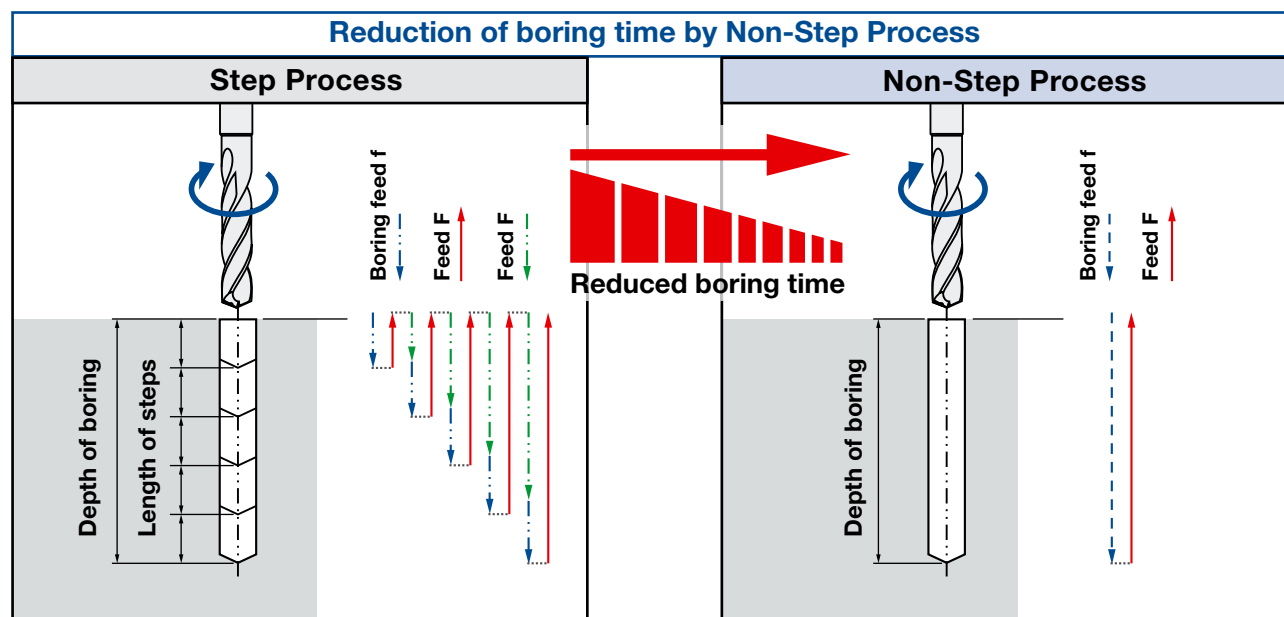 Reduction of boring time by Non-Step Process
Step Process
Non-Step Process
Boring feed f
Feed F
Feed F
Reduced boring time
Boring feed f
Feed F
Depth of boring
Length of steps
Depth of boring